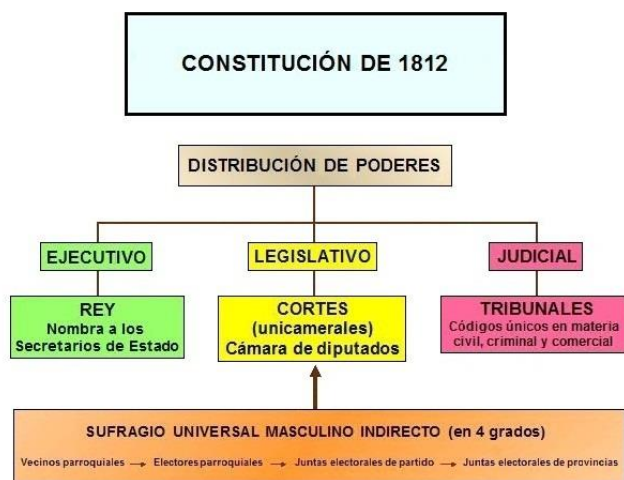 CONSTITUCIÓN DE 1812
DISTRIBUCIÓN DE PODERES
EJECUTIVO
LEGISLATIVO
JUDICIAL
REY
Nombra a los
Secretarios de Estado
CORTES
(unicamerales)
Cámara de diputados
TRIBUNALES
Códigos únicos en materia
civil, criminal y comercial
SUFRAGIO UNIVERSAL MASCULINO INDIRECTO (en 4 grados)
Vecinos parroquiales → Electores parroquiales → Juntas electorales de partido → Juntas electorales de provincias